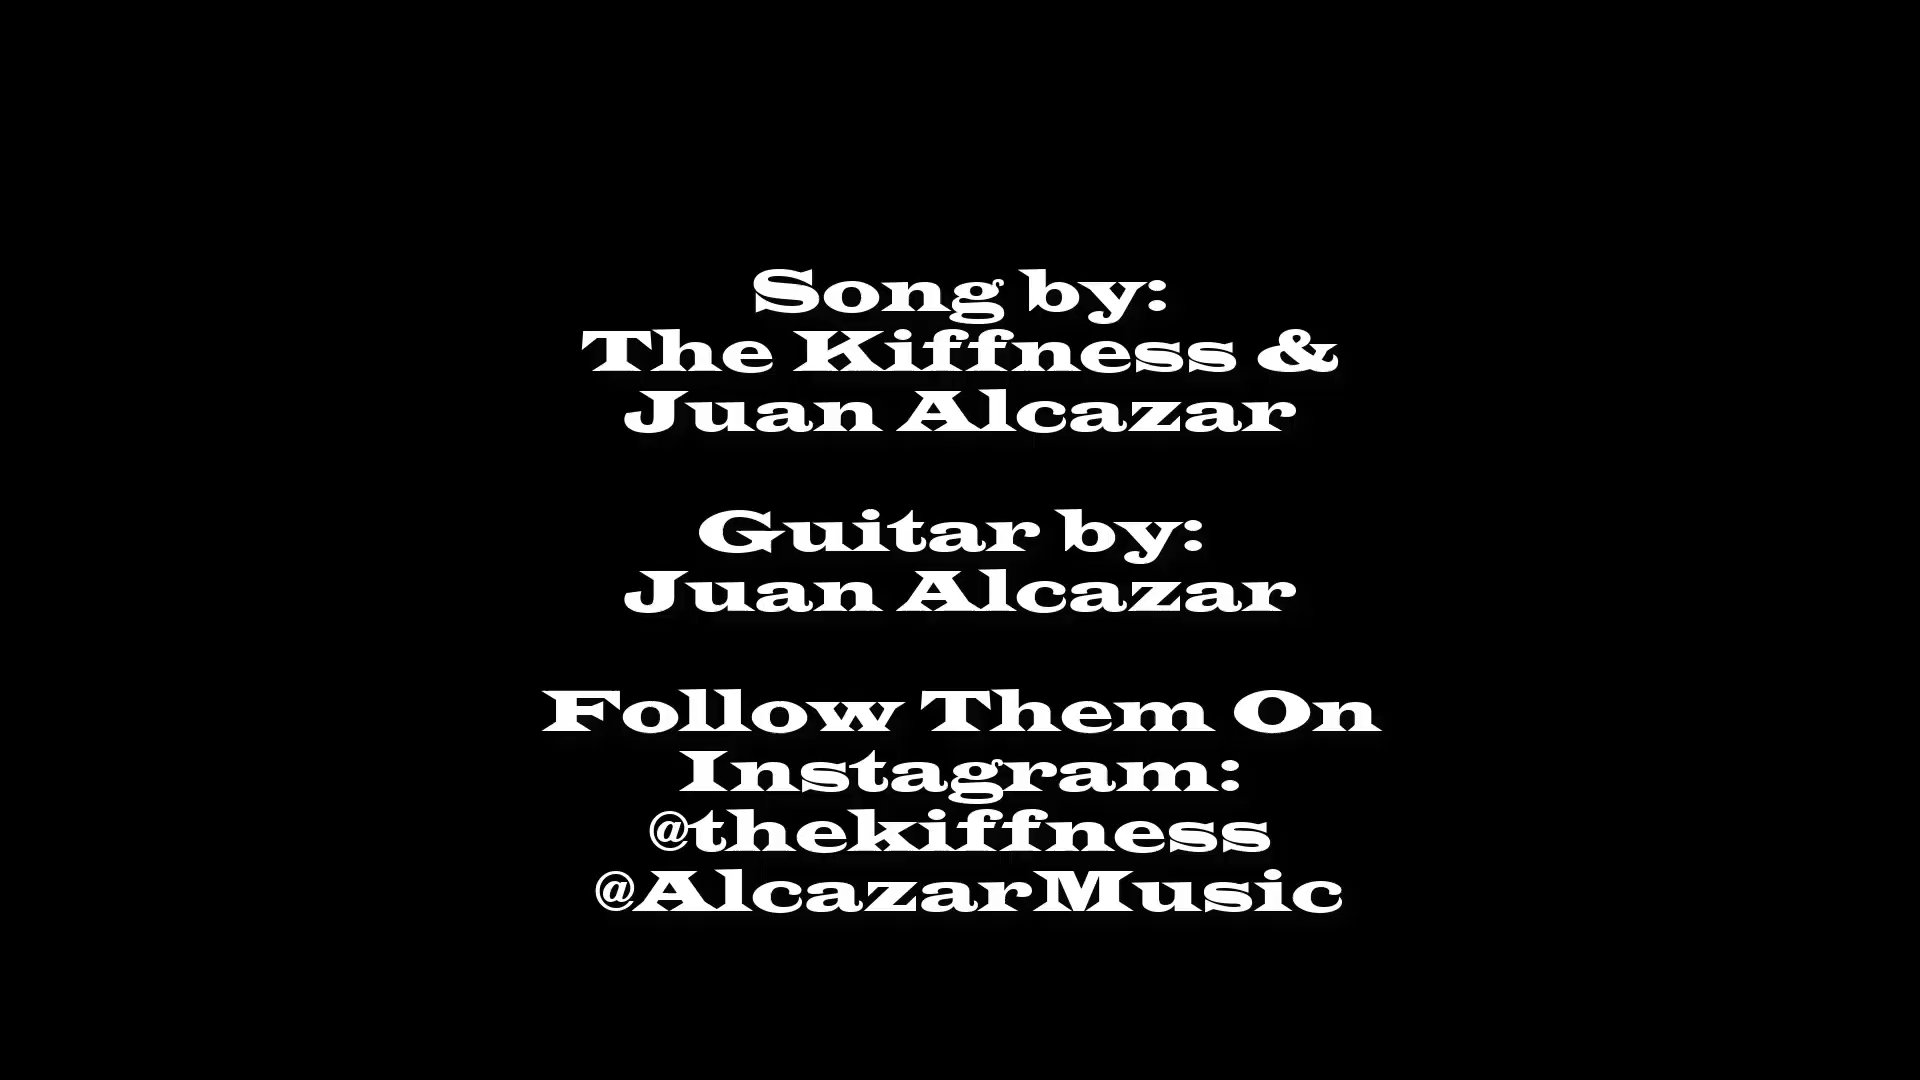 Song by:
The Kiffness &
Juan Alcazar
Guitar by:
Juan Alcazar
Follow Them On
Instagram:
@thekiffness
@AlcazarMusic